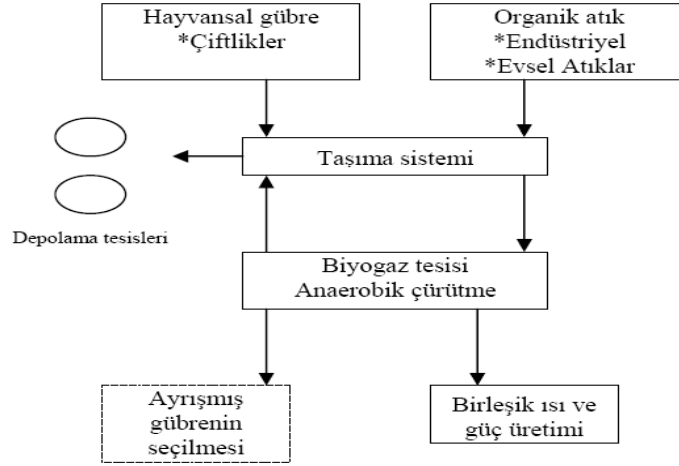 Hayvansal gübre
*Çiftlikler
Organik atık
*Endüstriyel
*Evsel Atıklar
Taşıma sistemi
Depolama tesisleri
Biyogaz tesisi
Anaerobik çürütme
Ayrışmış
gübrenin
seçilmesi
Birleşik ısı ve
güç üretimi